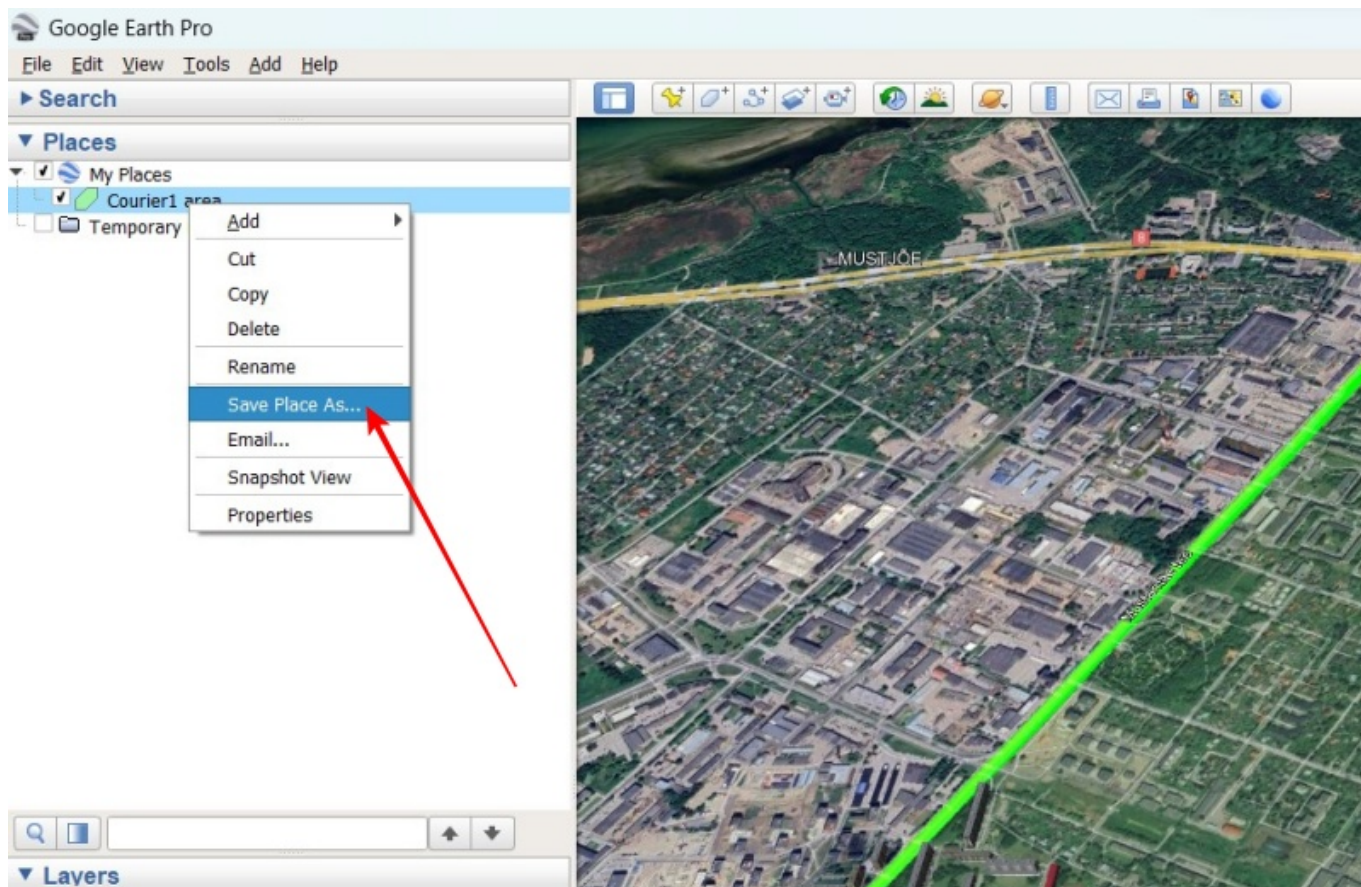 Google Earth Pro
File Edit View Tools Add Help
Search
Places
My Places
Courier1 area
Temporary
Add
Cut
Copy
Delete
Rename
Save Place As...
Email...
Snapshot View
Properties
Layers
MUSTJÕE
8